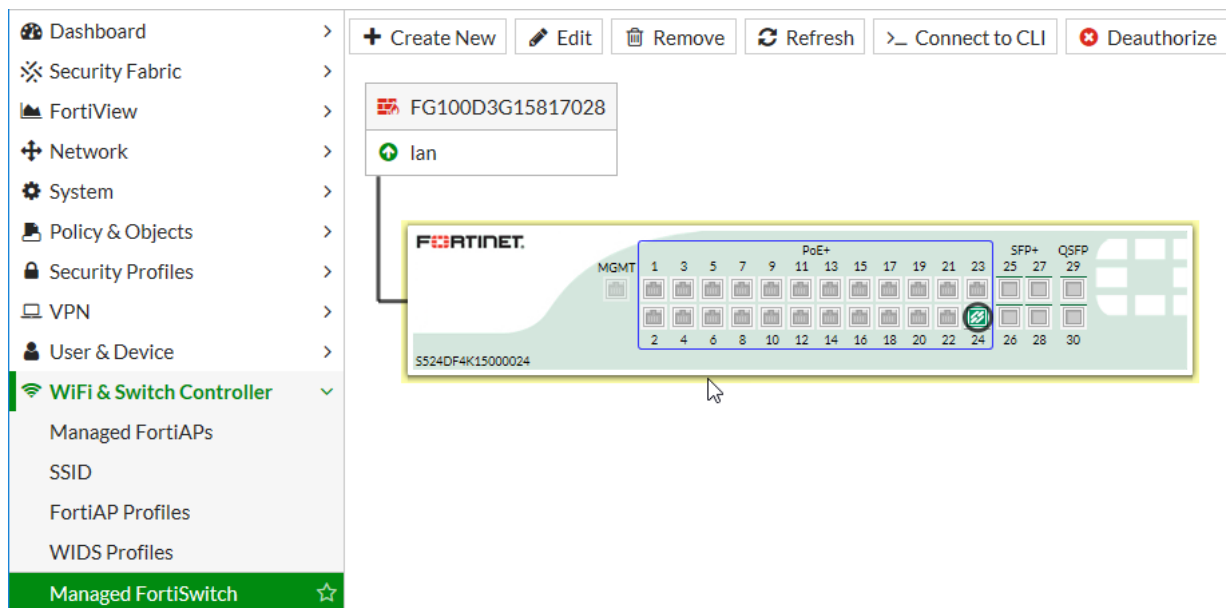 Dashboard
Security Fabric
FortiView
Network
System
Policy & Objects
Security Profiles
VPN
User & Device
WiFi & Switch Controller
Managed FortiAPs
SSID
FortiAP Profiles
WIDS Profiles
Managed FortiSwitch
Create New Edit Remove Refresh >_ Connect to CLI Deauthorize
FG100D3G15817028
lan
FORTINET.
PoE+ SFP+ QSFP
MGMT 1 3 5 7 9 11 13 15 17 19 21 23 25 27 29
2 4 6 8 10 12 14 16 18 20 22 24 26 28 30
S524DF4K15000024